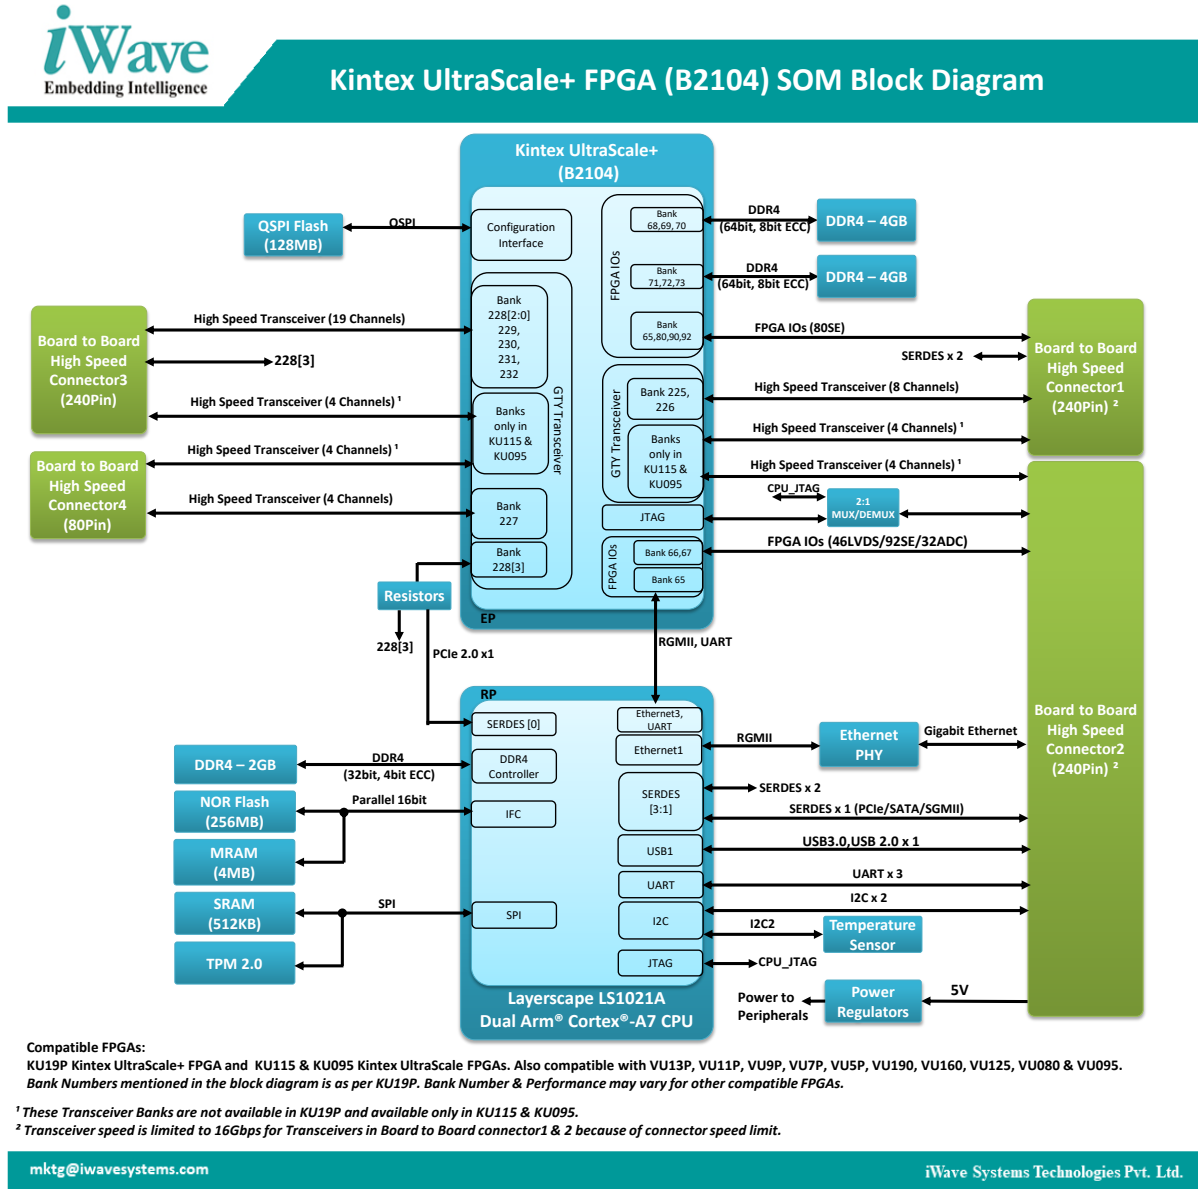 iWave
Embedding Intelligence
Kintex UltraScale+ FPGA (B2104) SOM Block Diagram
Kintex UltraScale+
(B2104)
QSPI Flash
(128MB)
QSPI
Configuration
Interface
Bank
68,69,70
DDR4
(64bit, 8bit ECC)
DDR4 – 4GB
FPGA IOs
Bank
71,72,73
DDR4
(64bit, 8bit ECC)
DDR4 – 4GB
Bank
65,80,90,92
FPGA IOs (80SE)
SERDES x 2
Board to Board
High Speed
Connector1
(240Pin) ²
Board to Board
High Speed
Connector3
(240Pin)
High Speed Transceiver (19 Channels)
228[3]
High Speed Transceiver (4 Channels) ¹
Bank
228[2:0]
229,
230,
231,
232
GTY Transceiver
Banks
only in
KU115 &
KU095
GTY Transceiver
Bank 225,
226
High Speed Transceiver (8 Channels)
Banks
only in
KU115 &
KU095
High Speed Transceiver (4 Channels) ¹
High Speed Transceiver (4 Channels) ¹
Board to Board
High Speed
Connector4
(80Pin)
High Speed Transceiver (4 Channels) ¹
High Speed Transceiver (4 Channels)
Bank
227
Bank
228[3]
JTAG
CPU_JTAG
2:1
MUX/DEMUX
FPGA IOs
Bank 66,67
FPGA IOs (46LVDS/92SE/32ADC)
Bank 65
Resistors
228[3]
PCIe 2.0 x1
EP
RGMII, UART
RP
SERDES [0]
Ethernet3,
UART
Ethernet1
RGMII
Ethernet
PHY
Gigabit Ethernet
Board to Board
High Speed
Connector2
(240Pin) ²
DDR4 – 2GB
DDR4
(32bit, 4bit ECC)
DDR4
Controller
SERDES
[3:1]
SERDES x 2
SERDES x 1 (PCIe/SATA/SGMII)
NOR Flash
(256MB)
Parallel 16bit
IFC
MRAM
(4MB)
USB1
USB3.0,USB 2.0 x 1
UART
UART x 3
SRAM
(512KB)
SPI
SPI
I2C
I2C x 2
I2C2
Temperature
Sensor
TPM 2.0
JTAG
CPU_JTAG
Layerscape LS1021A
Dual Arm® Cortex®-A7 CPU
Power to
Peripherals
Power
Regulators
5V
Compatible FPGAs:
KU19P Kintex UltraScale+ FPGA and KU115 & KU095 Kintex UltraScale FPGAs. Also compatible with VU13P, VU11P, VU9P, VU7P, VU5P, VU190, VU160, VU125, VU080 & VU095.
Bank Numbers mentioned in the block diagram is as per KU19P. Bank Number & Performance may vary for other compatible FPGAs.
¹ These Transceiver Banks are not available in KU19P and available only in KU115 & KU095.
² Transceiver speed is limited to 16Gbps for Transceivers in Board to Board connector1 & 2 because of connector speed limit.
mktg@iwavesystems.com
iWave Systems Technologies Pvt. Ltd.